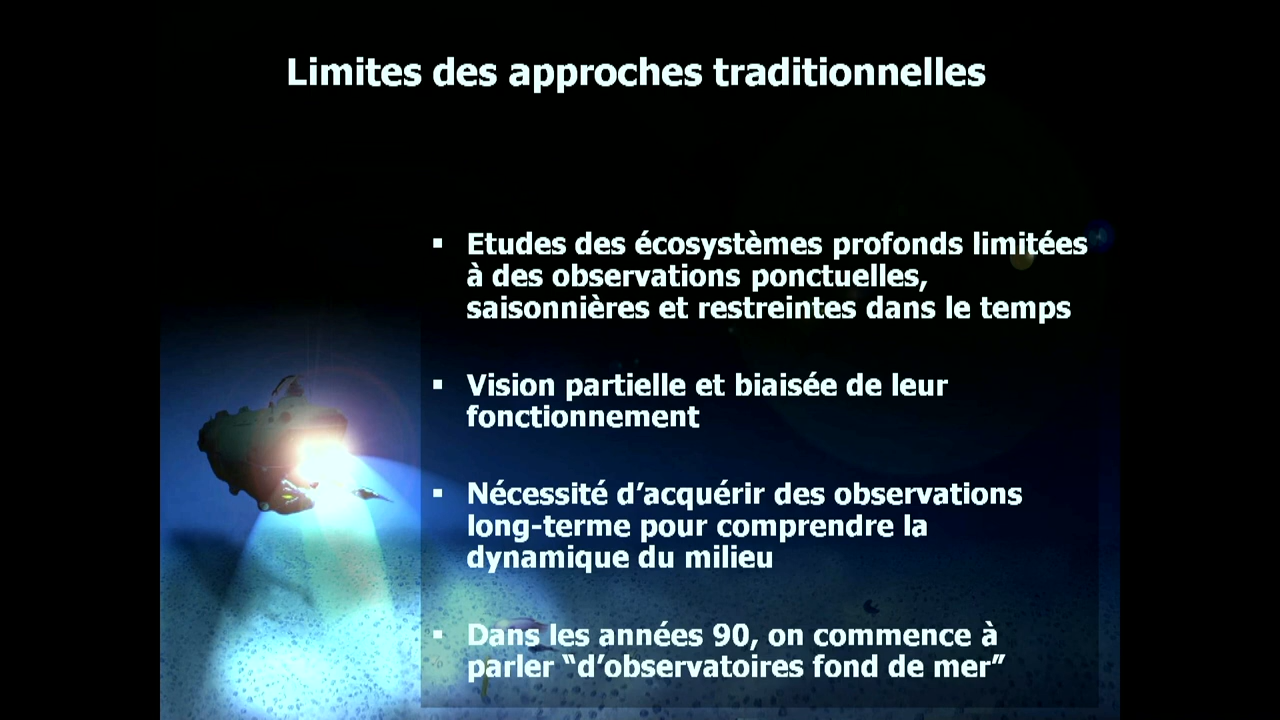 Limites des approches traditionnelles
▪ Etudes des écosystèmes profonds limitées
à des observations ponctuelles,
saisonnières et restreintes dans le temps
▪ Vision partielle et biaisée de leur
fonctionnement
▪ Nécessité d’acquérir des observations
long-terme pour comprendre la
dynamique du milieu
▪ Dans les années 90, on commence à
parler “d’observatoires fond de mer”